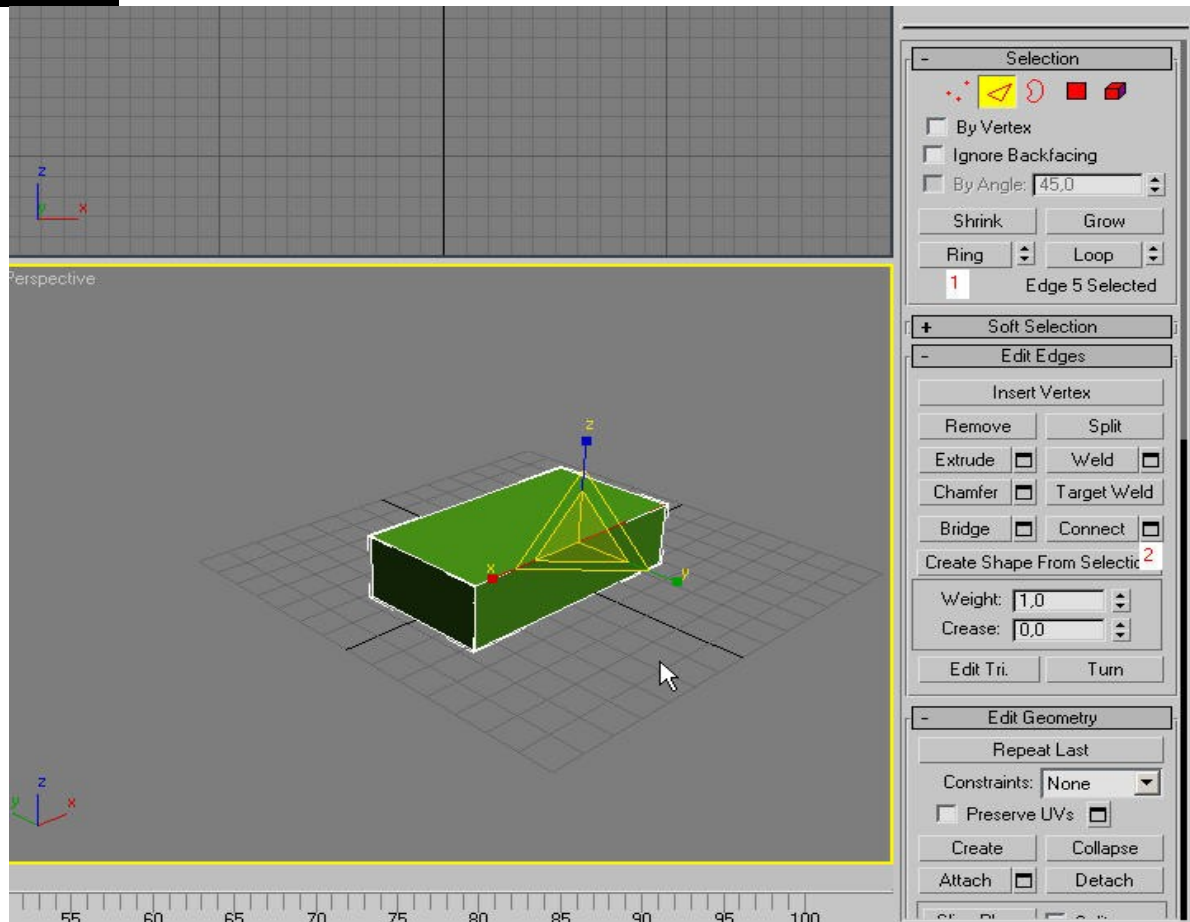 z
y x
Perspective
z
x
y
z
y x
55 60 65 70 75 80 85 90 95 100
- Selection
By Vertex
Ignore Backfacing
By Angle: 45,0
Shrink Grow
Ring Loop
1 Edge 5 Selected
+ Soft Selection
- Edit Edges
Insert Vertex
Remove Split
Extrude Weld
Chamfer Target Weld
Bridge Connect
2
Create Shape From Selectio
Weight: 1,0
Crease: 0,0
Edit Tri. Turn
- Edit Geometry
Repeat Last
Constraints: None
Preserve UVs
Create Collapse
Attach Detach